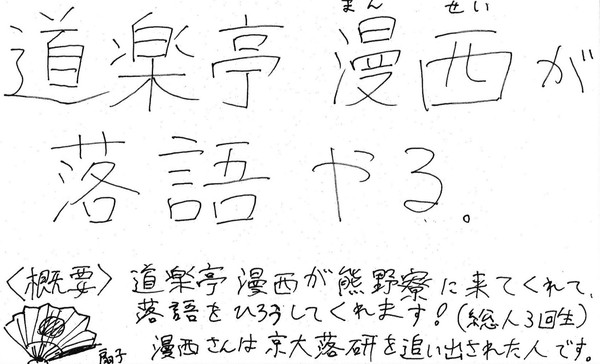 まん せい
道楽亭 漫西が
落語 やる。
〈概要〉 道楽亭 漫西が熊野寮に来てくれて、
落語をひろうしてくれます!(総人3回生)
扇子 漫西さんは京大落研を追い出された人です。